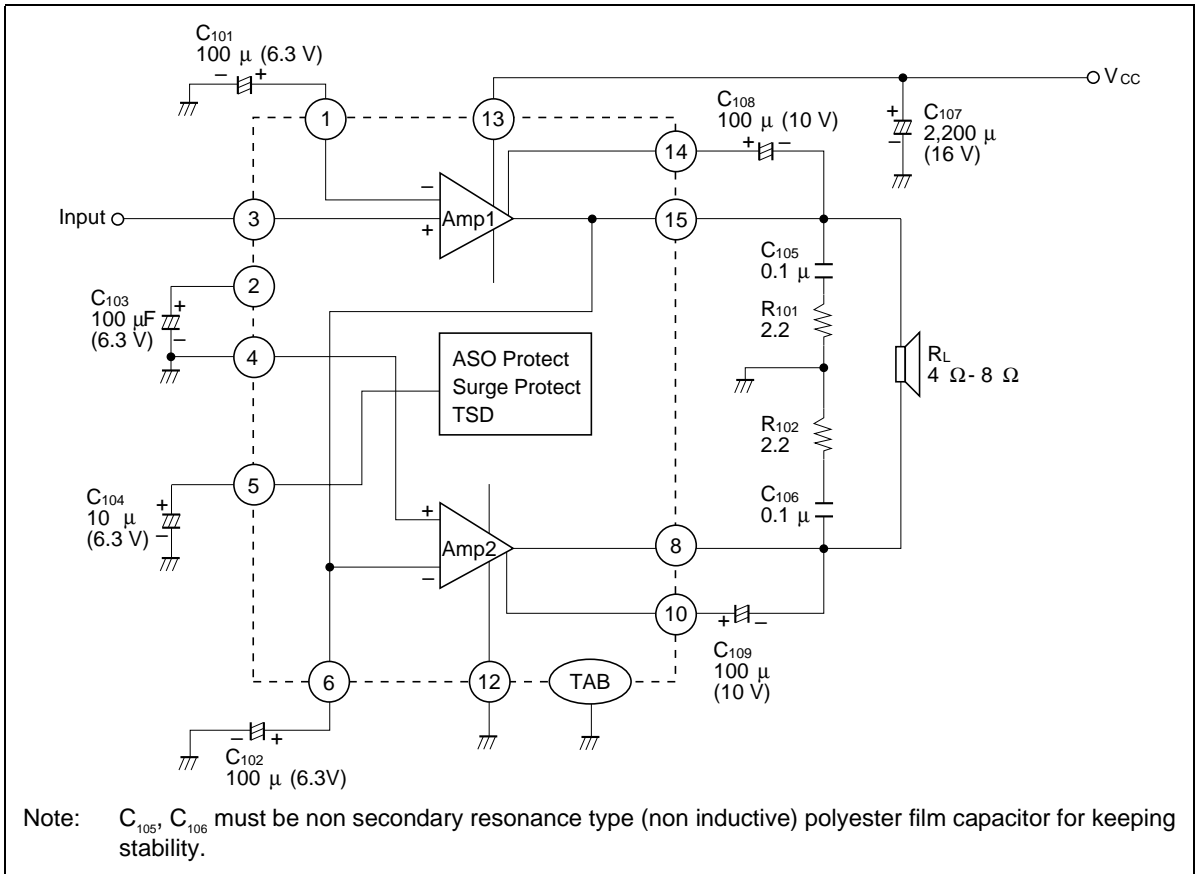 C101
100 μ (6.3 V)
– +
VCC
C108
100 μ (10 V)
+ –
C107
2,200 μ
(16 V)
+
–
1
13
14
Input
3
–
+
Amp1
15
C105
0.1 μ
R101
2.2
2
C103
100 μF
(6.3 V)
+
–
4
ASO Protect
Surge Protect
TSD
RL
4 Ω- 8 Ω
R102
2.2
5
C104
10 μ
(6.3 V)
+
–
C106
0.1 μ
+
–
Amp2
8
10
+ –
C109
100 μ
(10 V)
6
12
TAB
– +
C102
100 μ (6.3V)
Note: C105, C106 must be non secondary resonance type (non inductive) polyester film capacitor for keeping
stability.